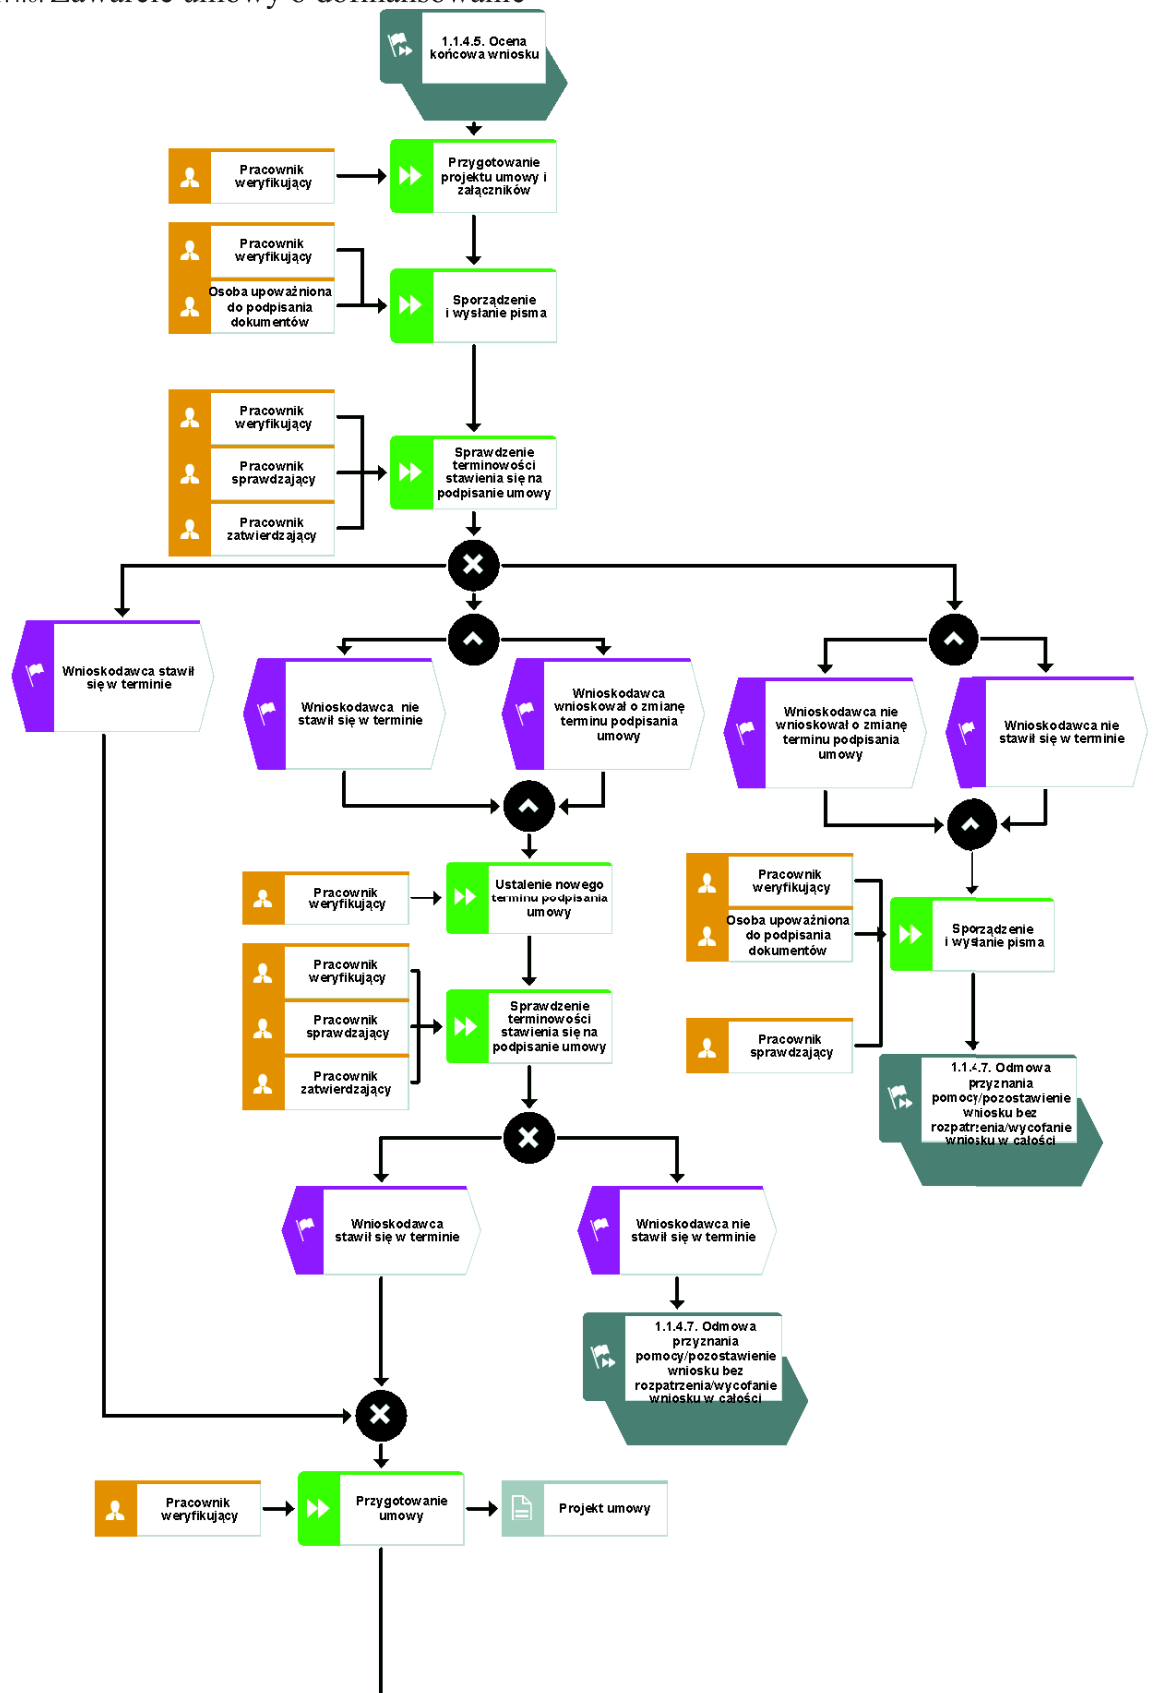 Zawarcie umowy o dofinansowanie
1.1.4.5. Ocena
końcowa wniosku
Pracownik
weryfikujący
Przygotowanie
projektu umowy i
załączników
Pracownik
weryfikujący
Osoba upoważniona
do podpisania
dokumentów
Sporządzenie
i wysłanie pisma
Pracownik
weryfikujący
Pracownik
sprawdzający
Pracownik
zatwierdzający
Sprawdzenie
terminowości
stawienia się na
podpisanie umowy
Wnioskodawca stawił
się w terminie
Wnioskodawca nie
stawił się w terminie
Wnioskodawca
wnioskował o zmianę
terminu podpisania
umowy
Wnioskodawca nie
wnioskował o zmianę
terminu podpisania
umowy
Wnioskodawca nie
stawił się w terminie
Pracownik
weryfikujący
Ustalenie nowego
terminu podpisania
umowy
Pracownik
weryfikujący
Osoba upoważniona
do podpisania
dokumentów
Pracownik
sprawdzający
Sporządzenie
i wysłanie pisma
Pracownik
weryfikujący
Pracownik
sprawdzający
Pracownik
zatwierdzający
Sprawdzenie
terminowości
stawienia się na
podpisanie umowy
1.1.4.7. Odmowa
przyznania
pomocy/pozostawienie
wniosku bez
rozpatrzenia/wycofanie
wniosku w całości
Wnioskodawca
stawił się w terminie
Wnioskodawca nie
stawił się w terminie
1.1.4.7. Odmowa
przyznania
pomocy/pozostawienie
wniosku bez
rozpatrzenia/wycofanie
wniosku w całości
Pracownik
weryfikujący
Przygotowanie
umowy
Projekt umowy